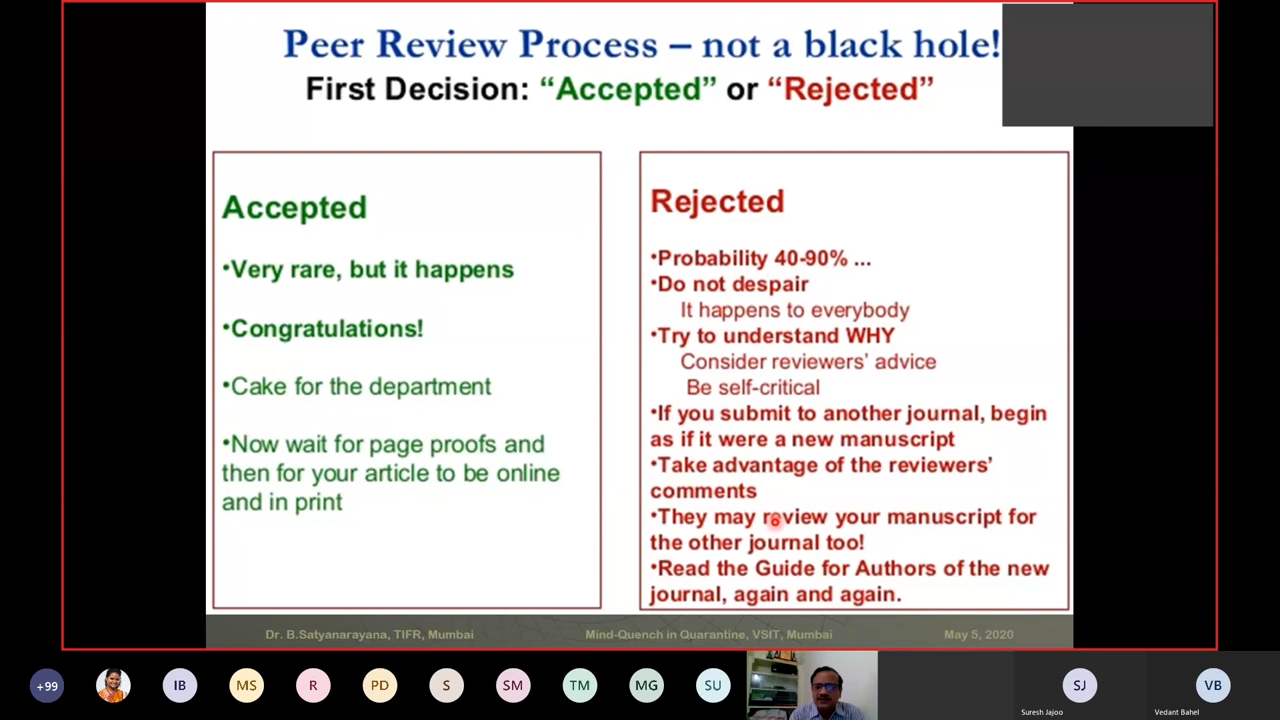 Peer Review Process – not a black hole!
First Decision: “Accepted” or “Rejected”
Accepted
•Very rare, but it happens
•Congratulations!
•Cake for the department
•Now wait for page proofs and
then for your article to be online
and in print
Rejected
•Probability 40-90% ...
•Do not despair
It happens to everybody
•Try to understand WHY
Consider reviewers’ advice
Be self-critical
•If you submit to another journal, begin
as if it were a new manuscript
•Take advantage of the reviewers’
comments
•They may review your manuscript for
the other journal too!
•Read the Guide for Authors of the new
journal, again and again.
Dr. B.Satyanarayana, TIFR, Mumbai
Mind-Quench in Quarantine, VSIT, Mumbai
May 5, 2020
+99
IB
MS
R
PD
S
SM
TM
MG
SU
SJ
VB
Suresh Jajoo
Vedant Bahel